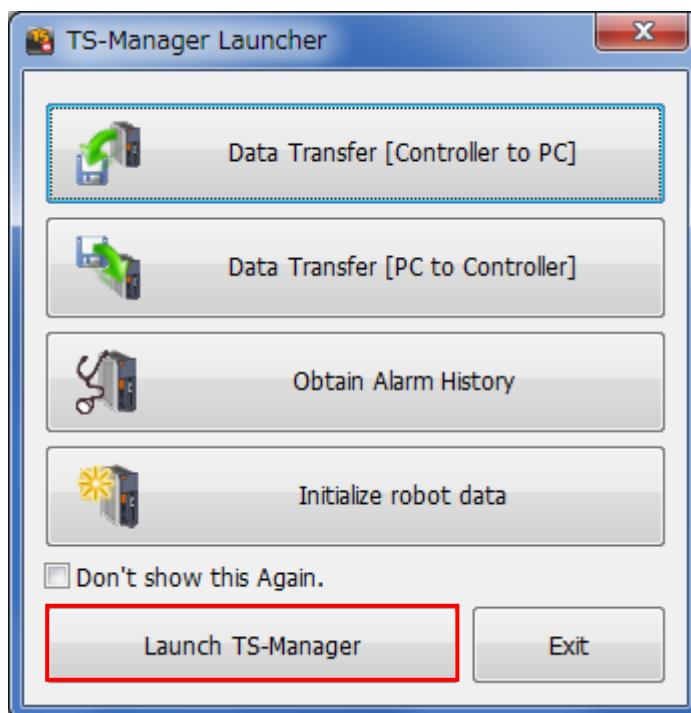 TS-Manager Launcher
Data Transfer [Controller to PC]
Data Transfer [PC to Controller]
Obtain Alarm History
Initialize robot data
Don't show this Again.
Launch TS-Manager
Exit